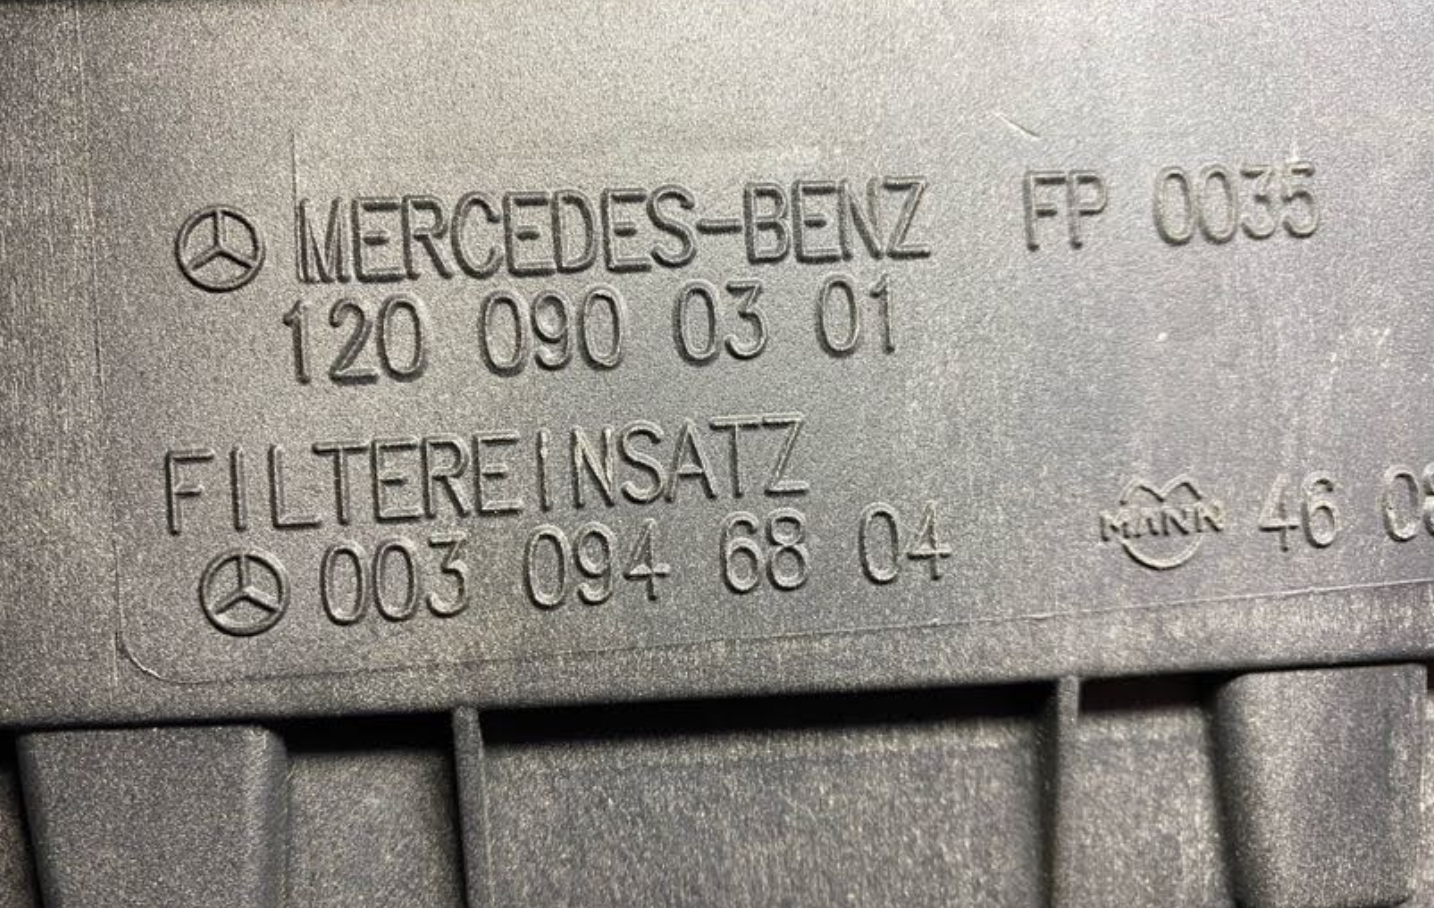 MERCEDES-BENZ FP 0035
120 090 03 01
FILTEREINSATZ
003 094 68 04 MANN 46